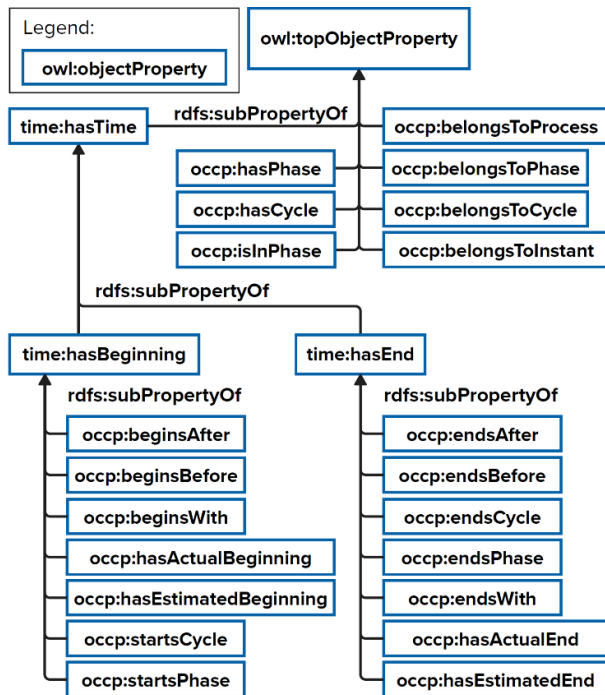 Legend:
owl:objectProperty
owl:topObjectProperty
rdfs:subPropertyOf
time:hasTime
occp:belongsToProcess
occp:hasPhase
occp:belongsToPhase
occp:hasCycle
occp:belongsToCycle
occp:isInPhase
occp:belongsToInstant
rdfs:subPropertyOf
time:hasBeginning
time:hasEnd
rdfs:subPropertyOf
occp:beginsAfter
occp:beginsBefore
occp:beginsWith
occp:hasActualBeginning
occp:hasEstimatedBeginning
occp:startsCycle
occp:startsPhase
rdfs:subPropertyOf
occp:endsAfter
occp:endsBefore
occp:endsCycle
occp:endsPhase
occp:endsWith
occp:hasActualEnd
occp:hasEstimatedEnd